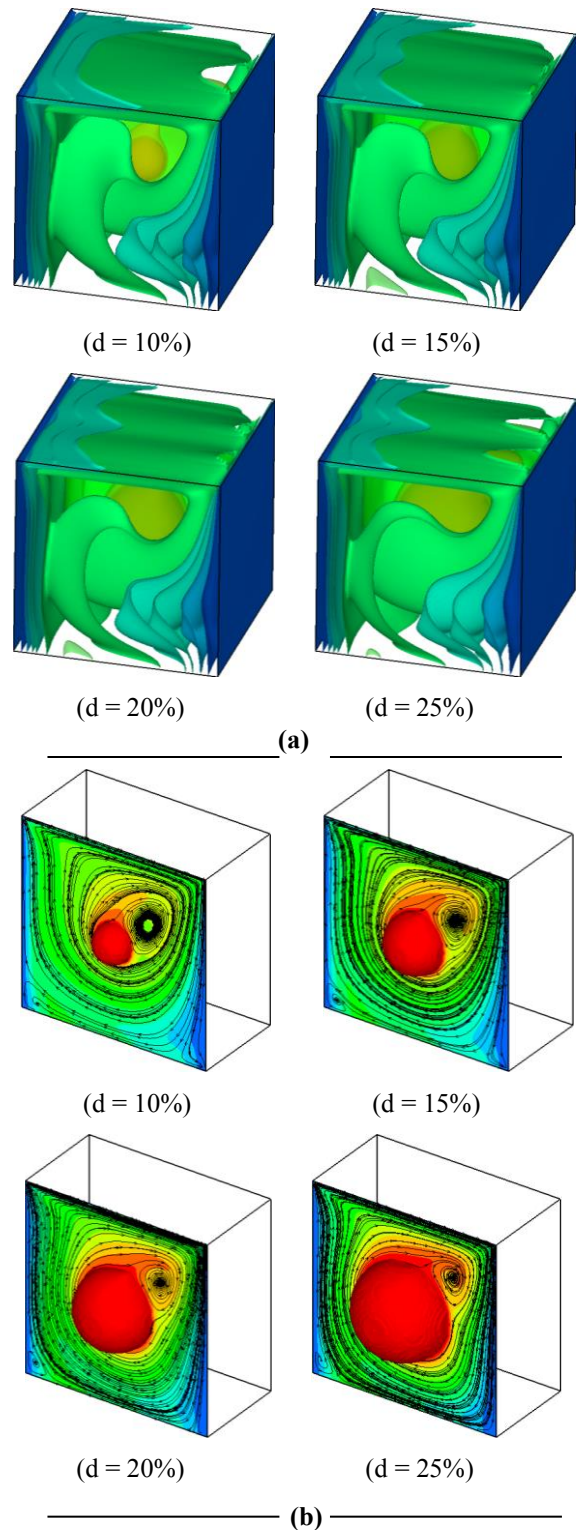 (d = 10%) (d = 15%)
(d = 20%) (d = 25%)
(a)
(d = 10%) (d = 15%)
(d = 20%) (d = 25%)
(b)